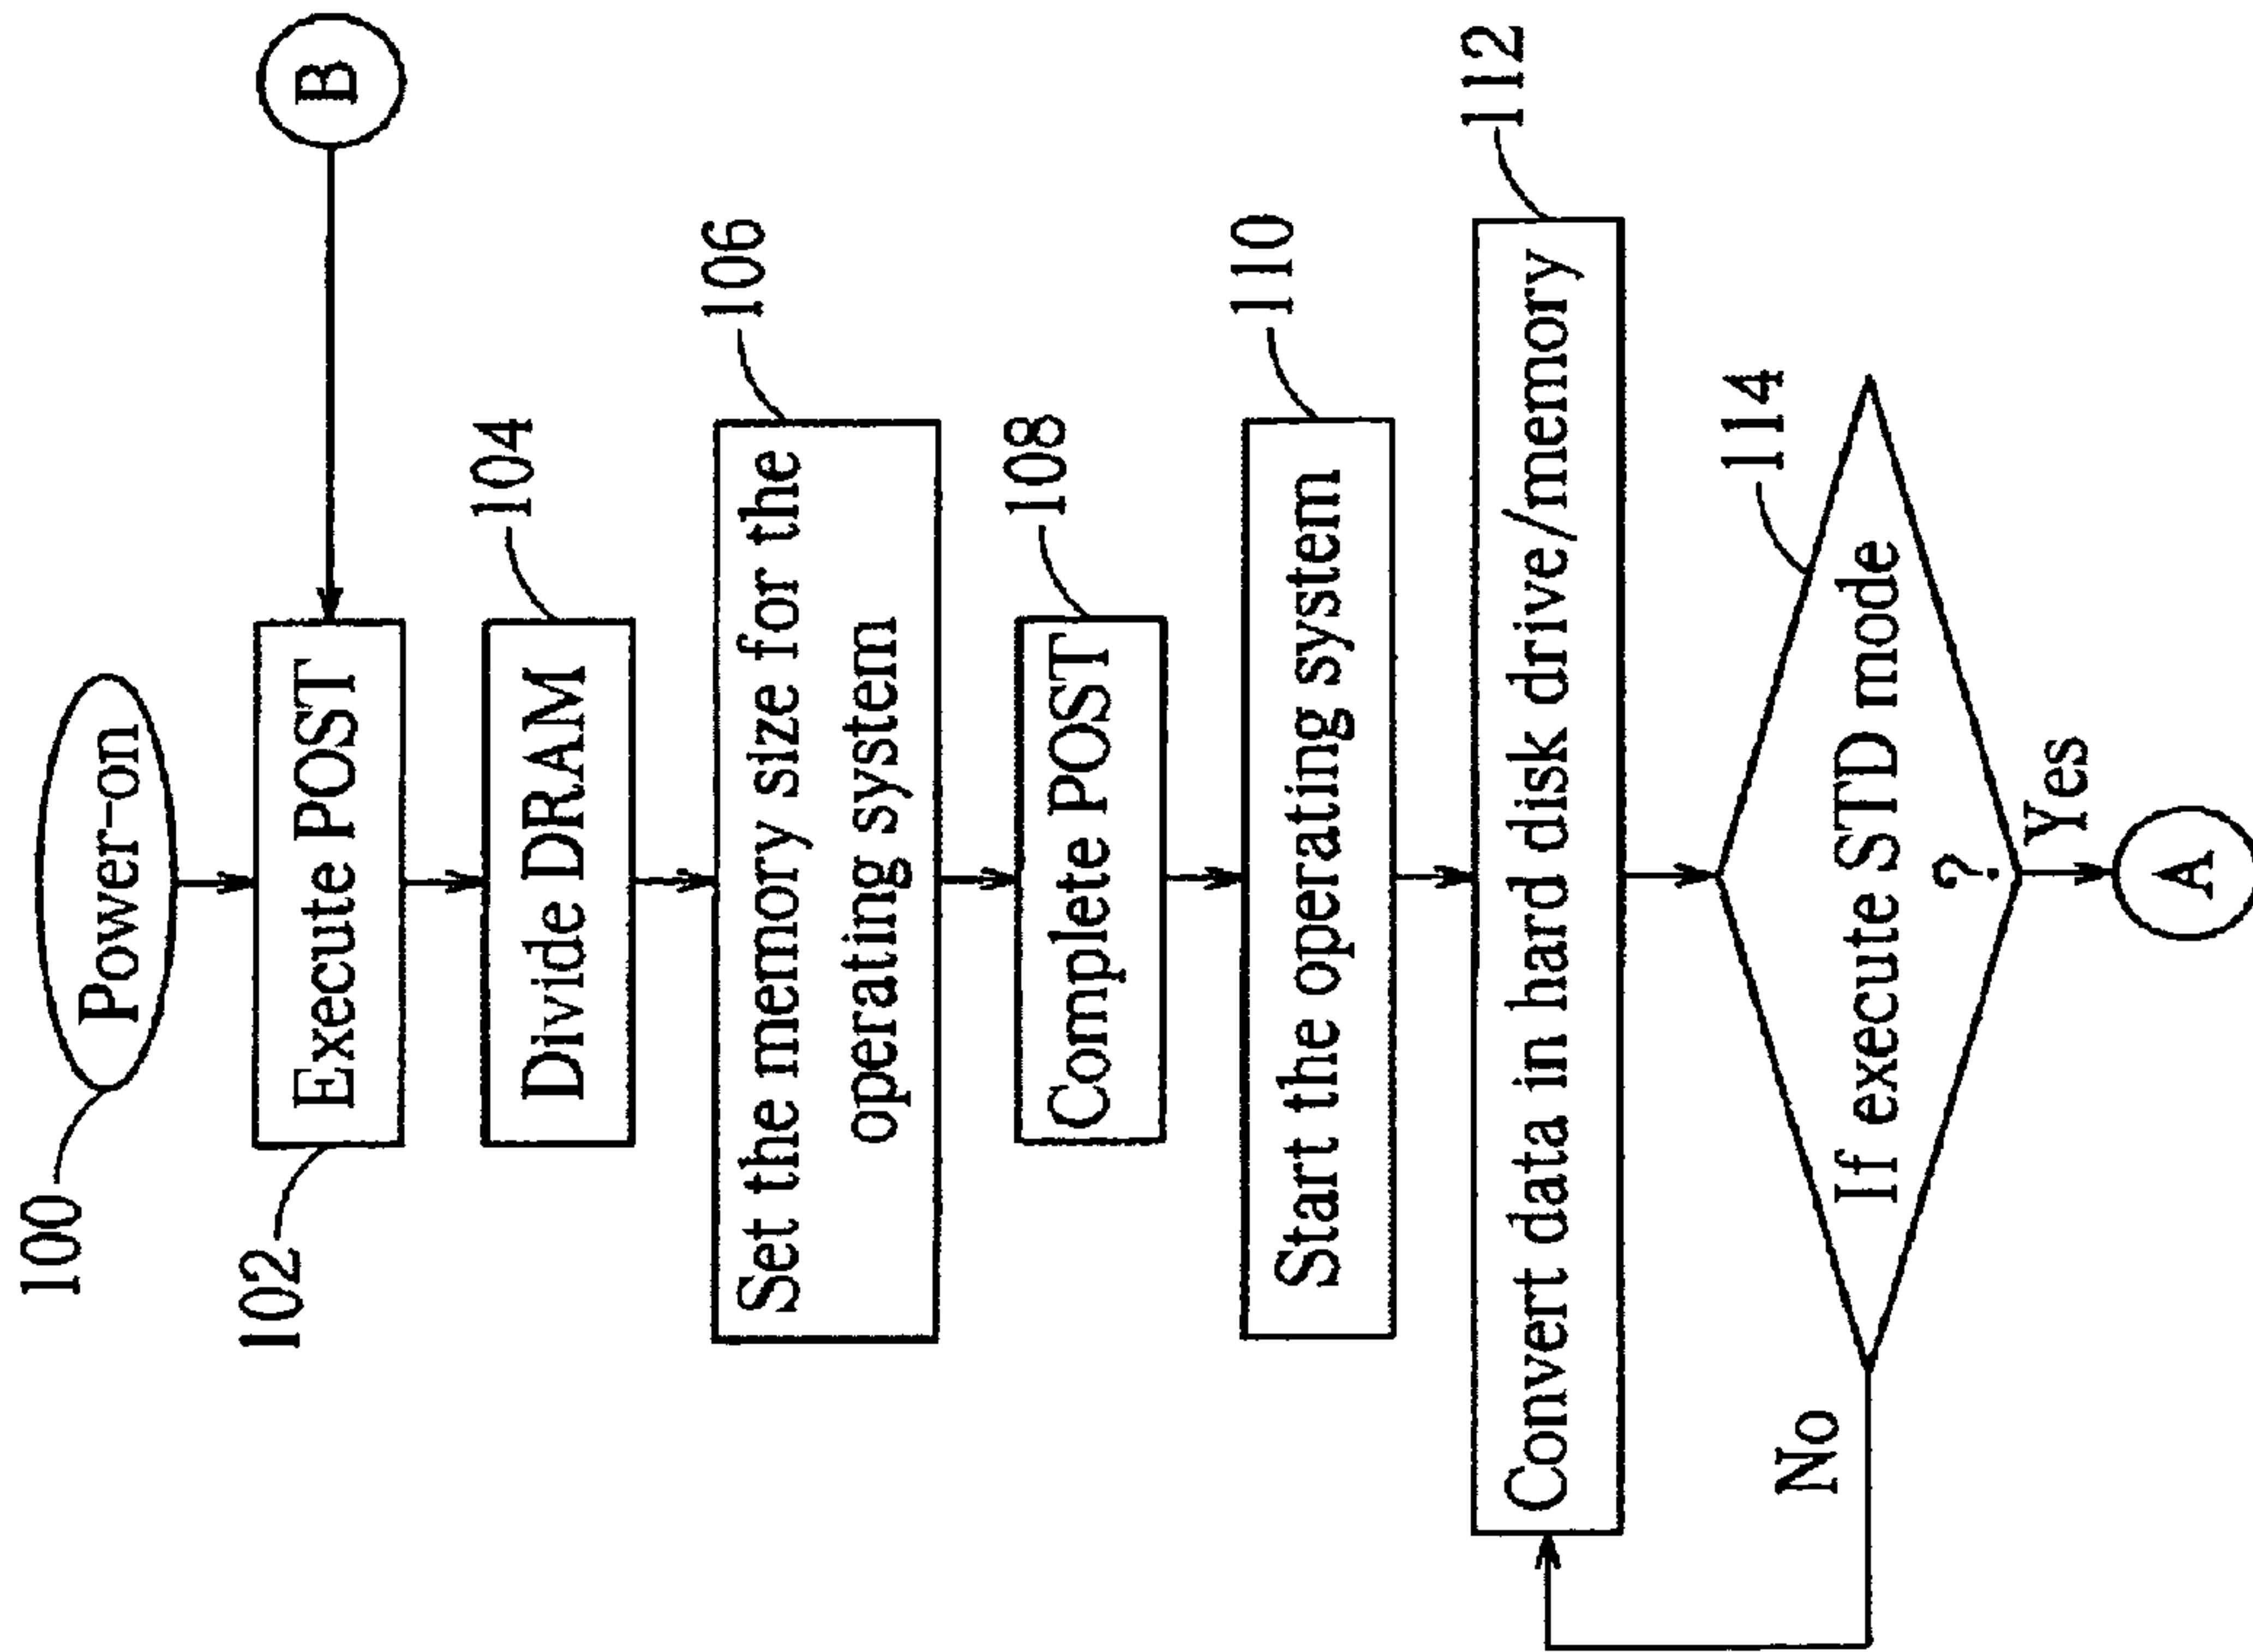 100
Power-on
B
102
Execute POST
104
Divide DRAM
106
Set the memory size for the
operating system
108
Complete POST
110
Start the operating system
112
Convert data in hard disk drive/memory
114
If execute STD mode
?
No
Yes
A